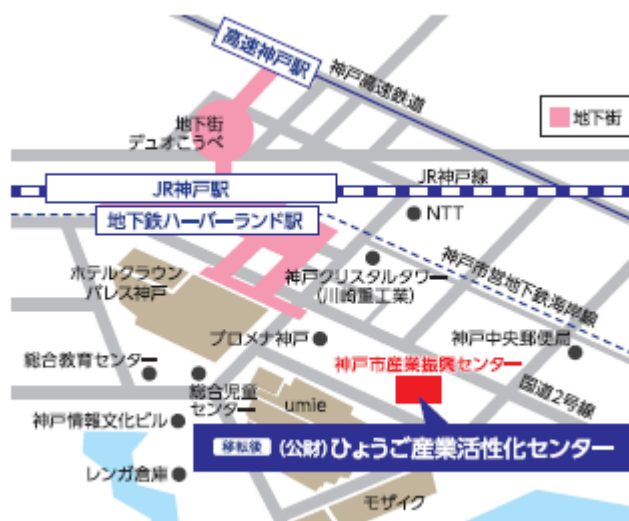 高速神戸駅
神戸高速鉄道
地下街
地下街
デュオこうべ
JR神戸線
JR神戸駅
地下鉄ハーバーランド駅
NTT
神戸市営地下鉄海岸線
ホテルクラウン
パレス神戸
神戸クリスタルタワー
(川崎重工業)
プロメナ神戸
神戸中央郵便局
総合教育センター
神戸市産業振興センター
国道2号線
総合児童
センター
umie
神戸情報文化ビル
移転後 (公財)ひょうご産業活性化センター
レンガ倉庫
モザイク